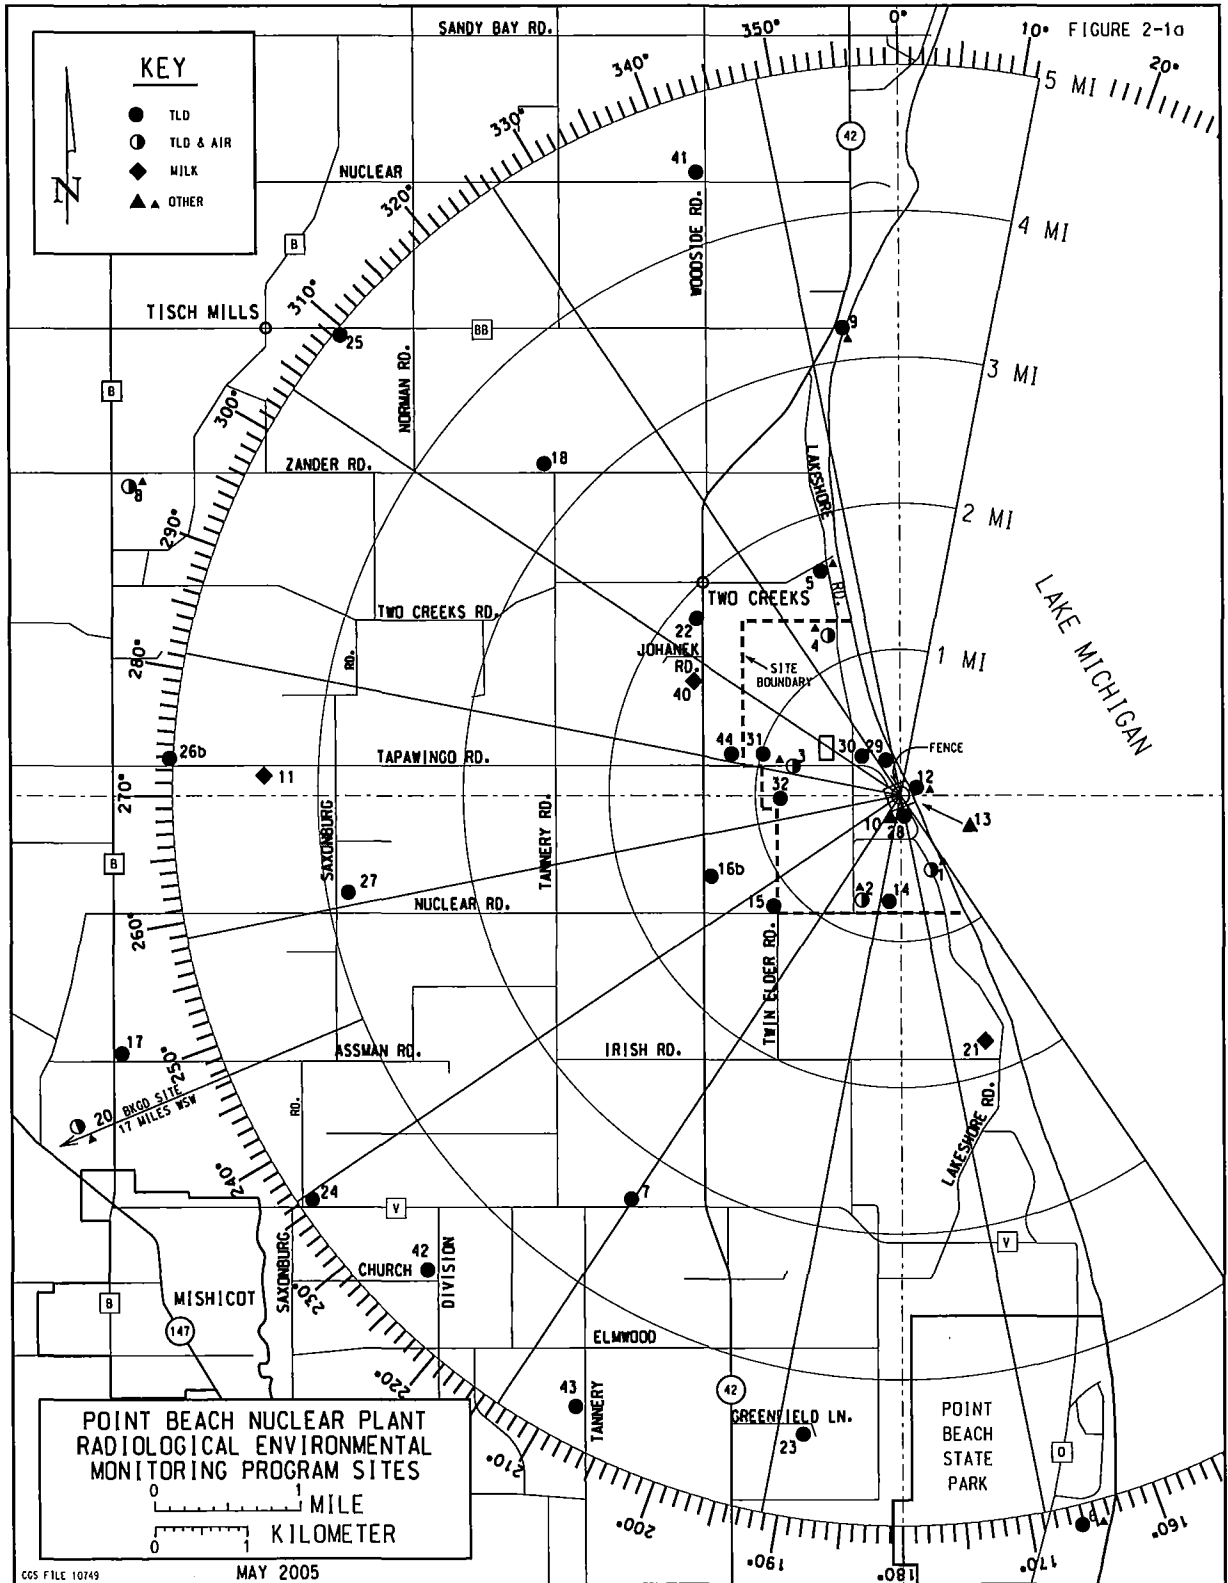 FIGURE 2-1a
KEY
TLD
TLD & AIR
MILK
OTHER
N
SANDY BAY RD.
350°
0°
10°
20°
5 MI
340°
330°
320°
310°
42
41
NUCLEAR
WOODSIDE RD.
4 MI
B
TISCH MILLS
25
BB
9
3 MI
B
NORMAN RD.
300°
ZANDER RD.
18
LAKESHORE
RD.
8
290°
2 MI
5
TWO CREEKS
TWO CREEKS RD.
22
4
JOHANEK
RD.
40
SITE
BOUNDARY
1 MI
LAKE MICHIGAN
RD.
280°
26b
TAPAWINGO RD.
44
31
3
30
29
FENCE
11
12
270°
32
13
10
28
SAXONBURG
TANNERY RD.
B
27
16b
1
2
14
15
NUCLEAR RD.
260°
TWIN ELDER RD.
17
250°
ASSMAN RD.
IRISH RD.
21
20
BKGD SITE
17 MILES WSW
RD.
LAKESHORE RD.
240°
24
V
7
V
SAXONBURG
42
CHURCH
DIVISION
230°
B
MISHICOT
147
ELMWOOD
220°
43
TANNERY
42
GREENFIELD LN.
23
POINT
BEACH
STATE
PARK
O
210°
200°
190°
180°
170°
160°
POINT BEACH NUCLEAR PLANT
RADIOLOGICAL ENVIRONMENTAL
MONITORING PROGRAM SITES
0 1 MILE
0 1 KILOMETER
CGS FILE 10749
MAY 2005